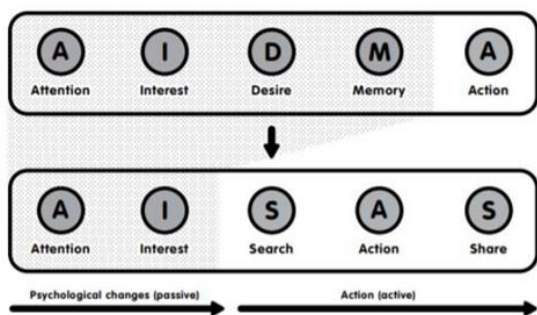 A I D M A
Attention Interest Desire Memory Action
A I S A S
Attention Interest Search Action Share
Psychological changes (passive) Action (active)